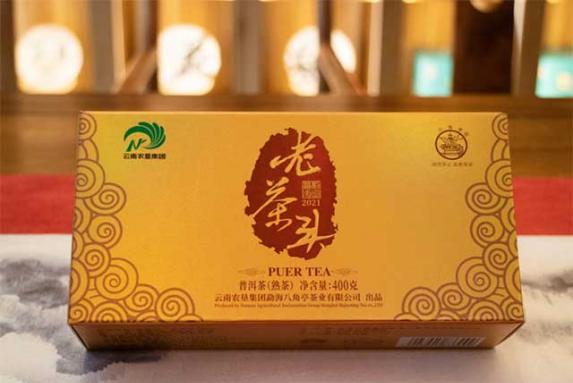 云南农垦集团
老茶头
2021
PUER TEA
普洱茶(熟茶) 净含量:400克
云南农垦集团勐海八角亭茶业有限公司 出品